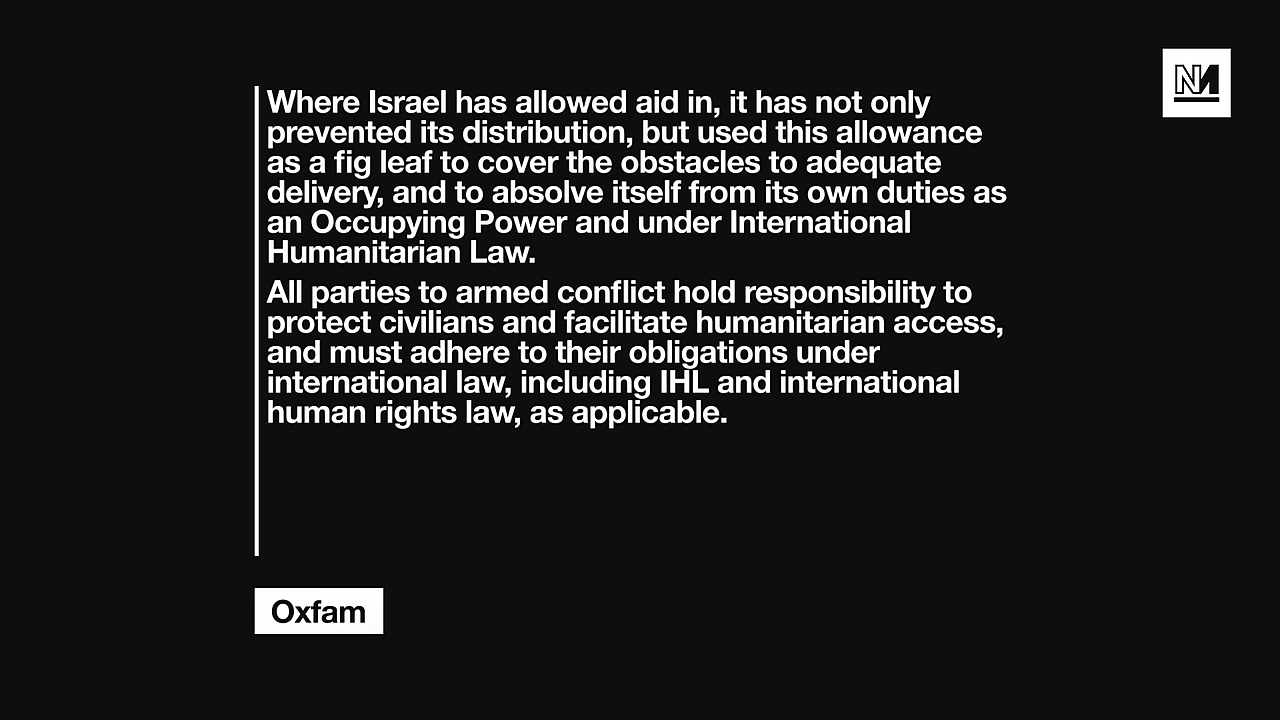 Where Israel has allowed aid in, it has not only
prevented its distribution, but used this allowance
as a fig leaf to cover the obstacles to adequate
delivery, and to absolve itself from its own duties as
an Occupying Power and under International
Humanitarian Law.
All parties to armed conflict hold responsibility to
protect civilians and facilitate humanitarian access,
and must adhere to their obligations under
international law, including IHL and international
human rights law, as applicable.
Oxfam
NM